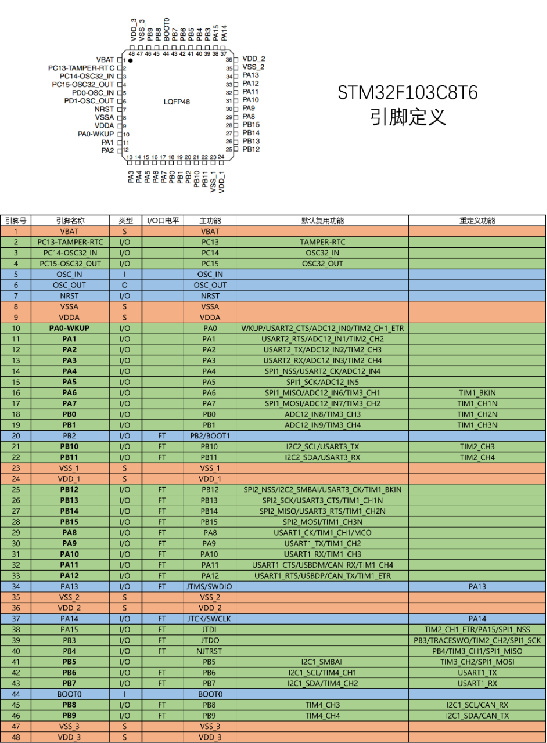 VDD_3
VSS_3
PB9
PB8
BOOT0
PB7
PB6
PB5
PB4
PB3
PA15
PA14
48 47 46 45 44 43 42 41 40 39 38 37
VBAT 1
PC13-TAMPER-RTC 2
PC14-OSC32_IN 3
PC15-OSC32_OUT 4
PD0-OSC_IN 5
PD1-OSC_OUT 6
NRST 7
VSSA 8
VDDA 9
PA0-WKUP 10
PA1 11
PA2 12
LQFP48
36 VDD_2
35 VSS_2
34 PA13
33 PA12
32 PA11
31 PA10
30 PA9
29 PA8
28 PB15
27 PB14
26 PB13
25 PB12
13 14 15 16 17 18 19 20 21 22 23 24
PA3
PA4
PA5
PA6
PA7
PB0
PB1
PB2
PB10
PB11
VSS_1
VDD_1
STM32F103C8T6
引脚定义
引脚号 引脚名称 类型 I/O口电平 主功能 默认复用功能 重定义功能
1 VBAT S VBAT
2 PC13-TAMPER-RTC I/O PC13 TAMPER-RTC
3 PC14-OSC32_IN I/O PC14 OSC32_IN
4 PC15-OSC32_OUT I/O PC15 OSC32_OUT
5 OSC_IN I OSC_IN
6 OSC_OUT O OSC_OUT
7 NRST I/O NRST
8 VSSA S VSSA
9 VDDA S VDDA
10 PA0-WKUP I/O PA0 WKUP/USART2_CTS/ADC12_IN0/TIM2_CH1_ETR
11 PA1 I/O PA1 USART2_RTS/ADC12_IN1/TIM2_CH2
12 PA2 I/O PA2 USART2_TX/ADC12_IN2/TIM2_CH3
13 PA3 I/O PA3 USART2_RX/ADC12_IN3/TIM2_CH4
14 PA4 I/O PA4 SPI1_NSS/USART2_CK/ADC12_IN4
15 PA5 I/O PA5 SPI1_SCK/ADC12_IN5
16 PA6 I/O PA6 SPI1_MISO/ADC12_IN6/TIM3_CH1 TIM1_BKIN
17 PA7 I/O PA7 SPI1_MOSI/ADC12_IN7/TIM3_CH2 TIM1_CH1N
18 PB0 I/O PB0 ADC12_IN8/TIM3_CH3 TIM1_CH2N
19 PB1 I/O PB1 ADC12_IN9/TIM3_CH4 TIM1_CH3N
20 PB2 I/O FT PB2/BOOT1
21 PB10 I/O FT PB10 I2C2_SCL/USART3_TX TIM2_CH3
22 PB11 I/O FT PB11 I2C2_SDA/USART3_RX TIM2_CH4
23 VSS_1 S VSS_1
24 VDD_1 S VDD_1
25 PB12 I/O FT PB12 SPI2_NSS/I2C2_SMBAI/USART3_CK/TIM1_BKIN
26 PB13 I/O FT PB13 SPI2_SCK/USART3_CTS/TIM1_CH1N
27 PB14 I/O FT PB14 SPI2_MISO/USART3_RTS/TIM1_CH2N
28 PB15 I/O FT PB15 SPI2_MOSI/TIM1_CH3N
29 PA8 I/O FT PA8 USART1_CK/TIM1_CH1/MCO
30 PA9 I/O FT PA9 USART1_TX/TIM1_CH2
31 PA10 I/O FT PA10 USART1_RX/TIM1_CH3
32 PA11 I/O FT PA11 USART1_CTS/USBDM/CAN_RX/TIM1_CH4
33 PA12 I/O FT PA12 USART1_RTS/USBDP/CAN_TX/TIM1_ETR
34 PA13 I/O FT JTMS/SWDIO PA13
35 VSS_2 S VSS_2
36 VDD_2 S VDD_2
37 PA14 I/O FT JTCK/SWCLK PA14
38 PA15 I/O FT JTDI TIM2_CH1_ETR/PA15/SPI1_NSS
39 PB3 I/O FT JTDO PB3/TRACESWO/TIM2_CH2/SPI1_SCK
40 PB4 I/O FT NJTRST PB4/TIM3_CH1/SPI1_MISO
41 PB5 I/O PB5 I2C1_SMBAI TIM3_CH2/SPI1_MOSI
42 PB6 I/O FT PB6 I2C1_SCL/TIM4_CH1 USART1_TX
43 PB7 I/O FT PB7 I2C1_SDA/TIM4_CH2 USART1_RX
44 BOOT0 I BOOT0
45 PB8 I/O FT PB8 TIM4_CH3 I2C1_SCL/CAN_RX
46 PB9 I/O FT PB9 TIM4_CH4 I2C1_SDA/CAN_TX
47 VSS_3 S VSS_3
48 VDD_3 S VDD_3